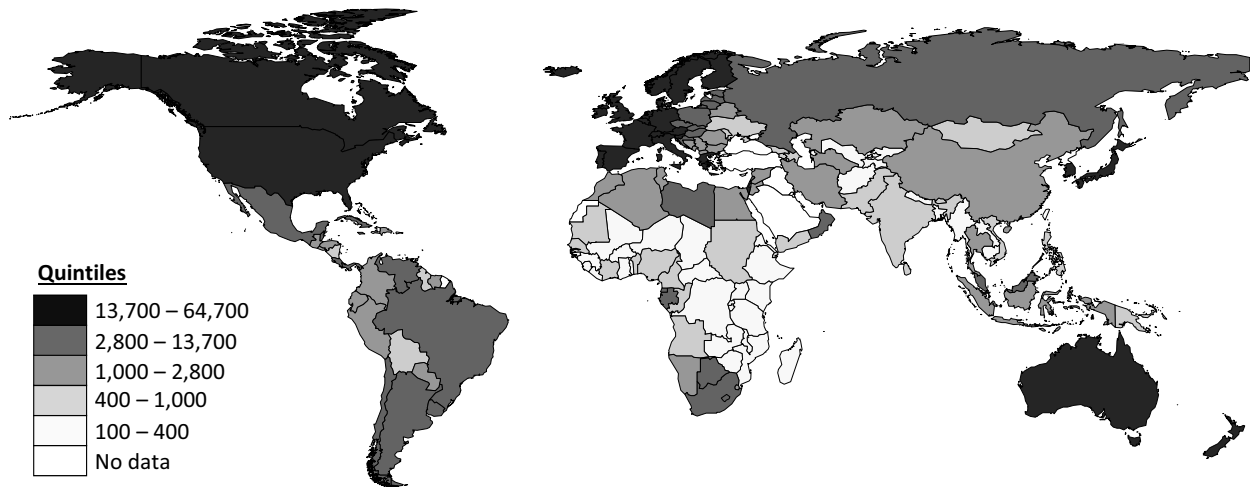 Quintiles
13,700 – 64,700
2,800 – 13,700
1,000 – 2,800
400 – 1,000
100 – 400
No data